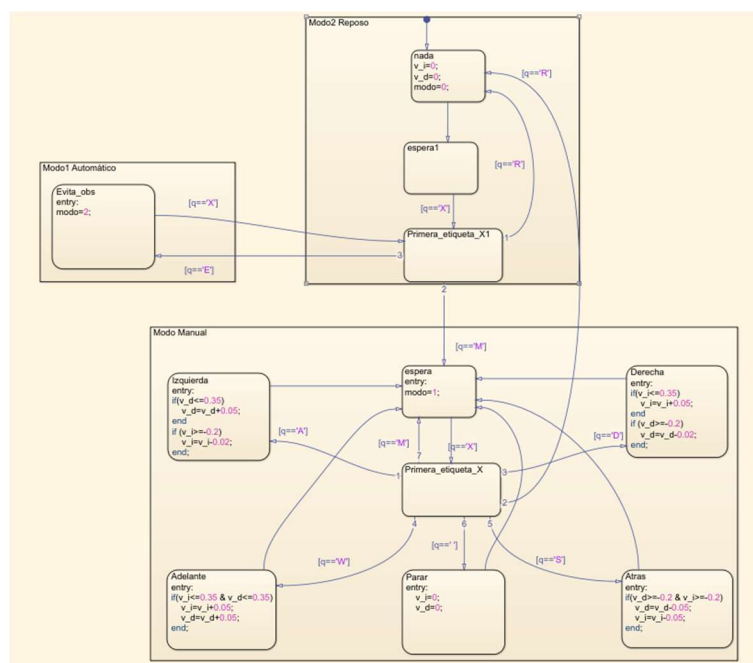 Modo2 Reposo
nada
v_i=0;
v_d=0;
modo=0;
[q=='R']
espera1
[q=='R']
[q=='X']
Primera_etiqueta_X1
1
3
2
Modo1 Automático
Evita_obs
entry:
modo=2;
[q=='X']
[q=='E']
[q=='M']
Modo Manual
Izquierda
entry:
if(v_d<=0.35)
v_d=v_d+0.05;
end
if (v_i>=-0.2)
v_i=v_i-0.02;
end;
espera
entry:
modo=1;
Derecha
entry:
if(v_i<=0.35)
v_i=v_i+0.05;
end
if (v_d>=-0.2)
v_d=v_d-0.02;
end;
[q=='A']
[q=='M']
7
[q=='X']
[q=='D']
Primera_etiqueta_X
1
3
2
4
6
5
[q=='W']
[q==' ']
[q=='S']
Adelante
entry:
if(v_i<=0.35 & v_d<=0.35)
v_i=v_i+0.05;
v_d=v_d+0.05;
end;
Parar
entry:
v_i=0;
v_d=0;
Atras
entry:
if(v_d>=-0.2 & v_i>=-0.2)
v_d=v_d-0.05;
v_i=v_i-0.05;
end;